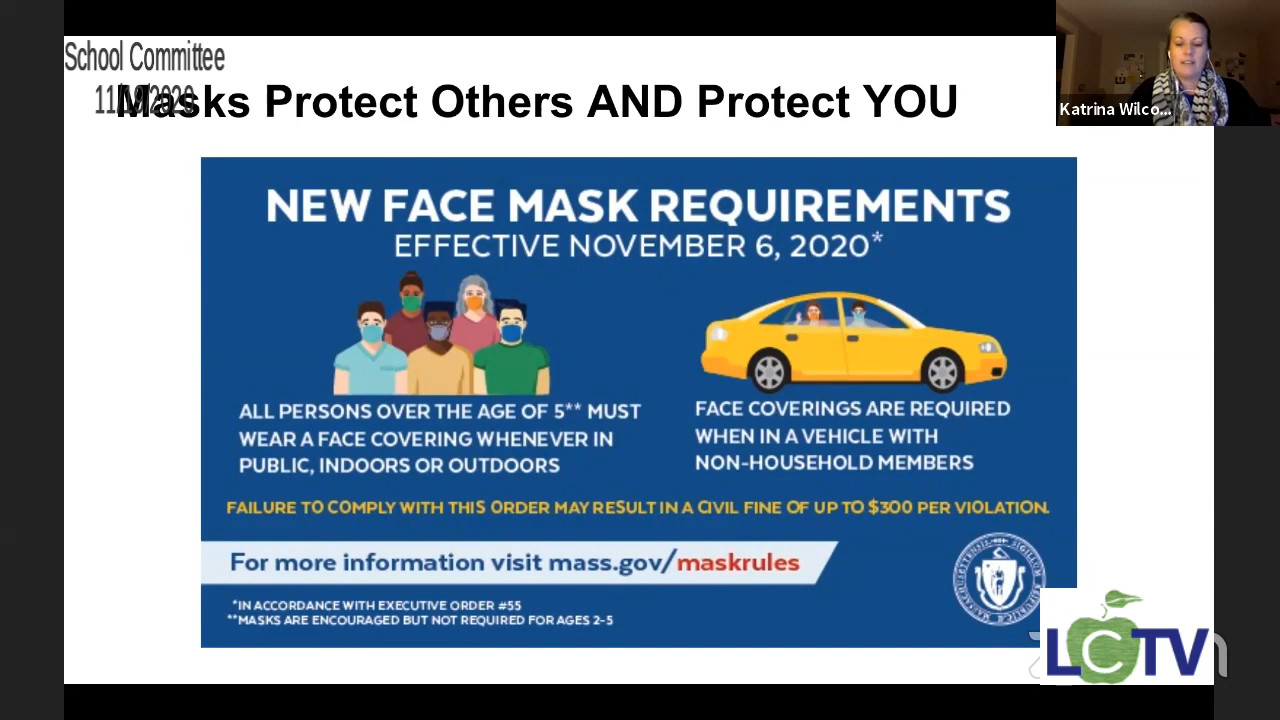 School Committee
Masks Protect Others AND Protect YOU
Katrina Wilco...
NEW FACE MASK REQUIREMENTS
EFFECTIVE NOVEMBER 6, 2020*
ALL PERSONS OVER THE AGE OF 5** MUST
WEAR A FACE COVERING WHENEVER IN
PUBLIC, INDOORS OR OUTDOORS
FACE COVERINGS ARE REQUIRED
WHEN IN A VEHICLE WITH
NON-HOUSEHOLD MEMBERS
FAILURE TO COMPLY WITH THIS ORDER MAY RESULT IN A CIVIL FINE OF UP TO $300 PER VIOLATION.
For more information visit mass.gov/maskrules
*IN ACCORDANCE WITH EXECUTIVE ORDER #55
**MASKS ARE ENCOURAGED BUT NOT REQUIRED FOR AGES 2-5
LCTV